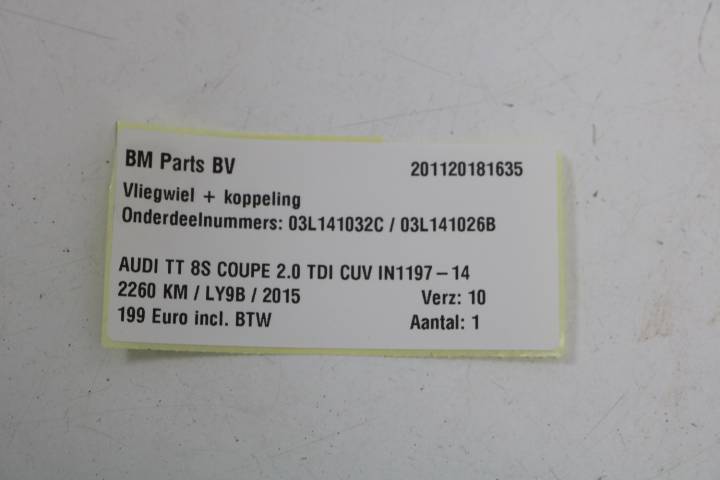 BM Parts BV 201120181635
Vliegwiel + koppeling
Onderdeelnummers: 03L141032C / 03L141026B
AUDI TT 8S COUPE 2.0 TDI CUV IN1197-14
2260 KM / LY9B / 2015 Verz: 10
199 Euro incl. BTW Aantal: 1